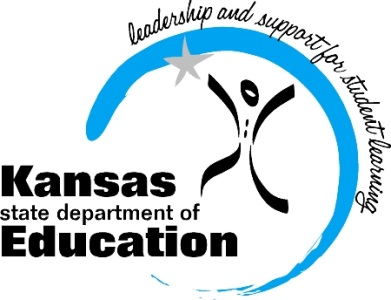 leadership and support for student learning
Kansas
state department of
Education